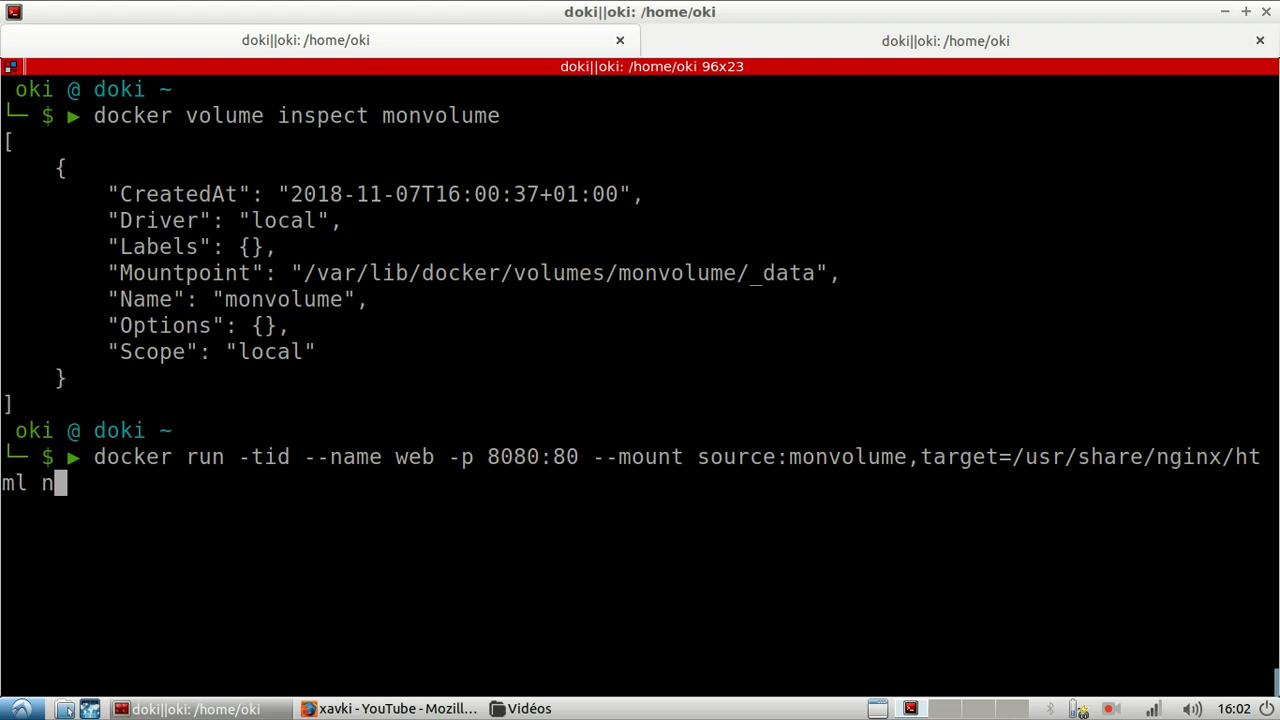 doki||oki: /home/oki
doki||oki: /home/oki
doki||oki: /home/oki
doki||oki: /home/oki 96x23
oki @ doki ~
└─ $ ▶ docker volume inspect monvolume
[
    {
        "CreatedAt": "2018-11-07T16:00:37+01:00",
        "Driver": "local",
        "Labels": {},
        "Mountpoint": "/var/lib/docker/volumes/monvolume/_data",
        "Name": "monvolume",
        "Options": {},
        "Scope": "local"
    }
]
oki @ doki ~
└─ $ ▶ docker run -tid --name web -p 8080:80 --mount source:monvolume,target=/usr/share/nginx/ht
ml n
doki||oki: /home/oki
xavki - YouTube - Mozill...
Vidéos
16:02